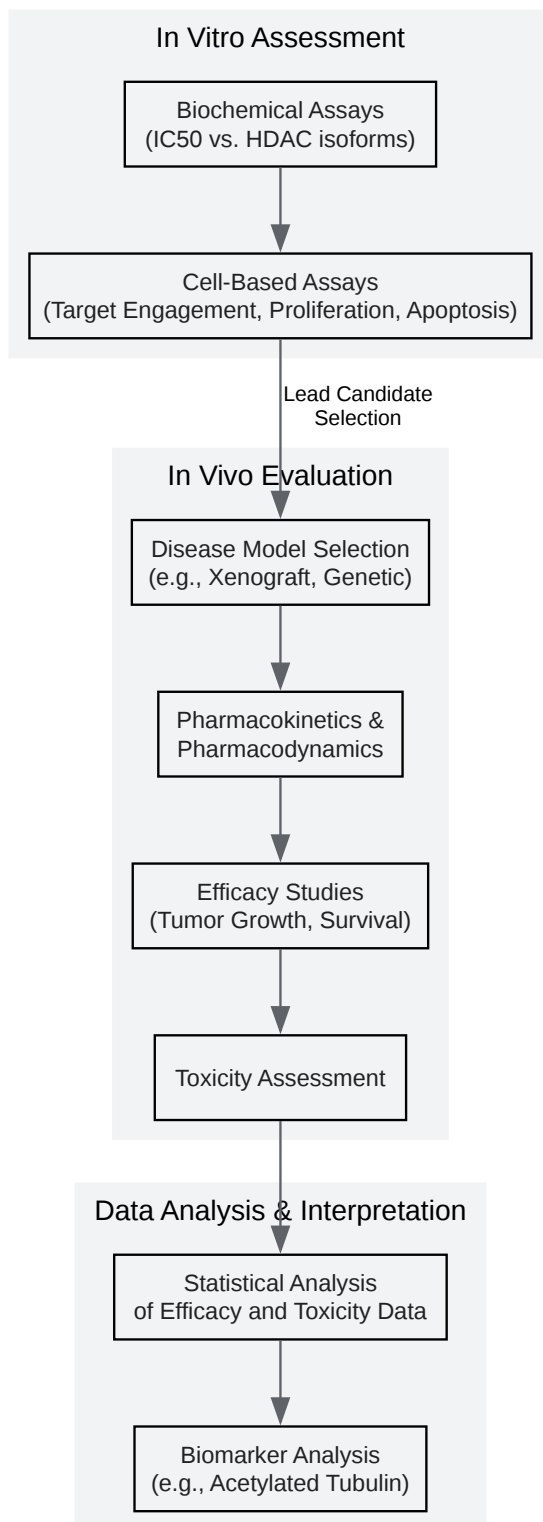 In Vitro Assessment
Biochemical Assays
(IC50 vs. HDAC isoforms)
Cell-Based Assays
(Target Engagement, Proliferation, Apoptosis)
Lead Candidate
Selection
In Vivo Evaluation
Disease Model Selection
(e.g., Xenograft, Genetic)
Pharmacokinetics &
Pharmacodynamics
Efficacy Studies
(Tumor Growth, Survival)
Toxicity Assessment
Data Analysis & Interpretation
Statistical Analysis
of Efficacy and Toxicity Data
Biomarker Analysis
(e.g., Acetylated Tubulin)